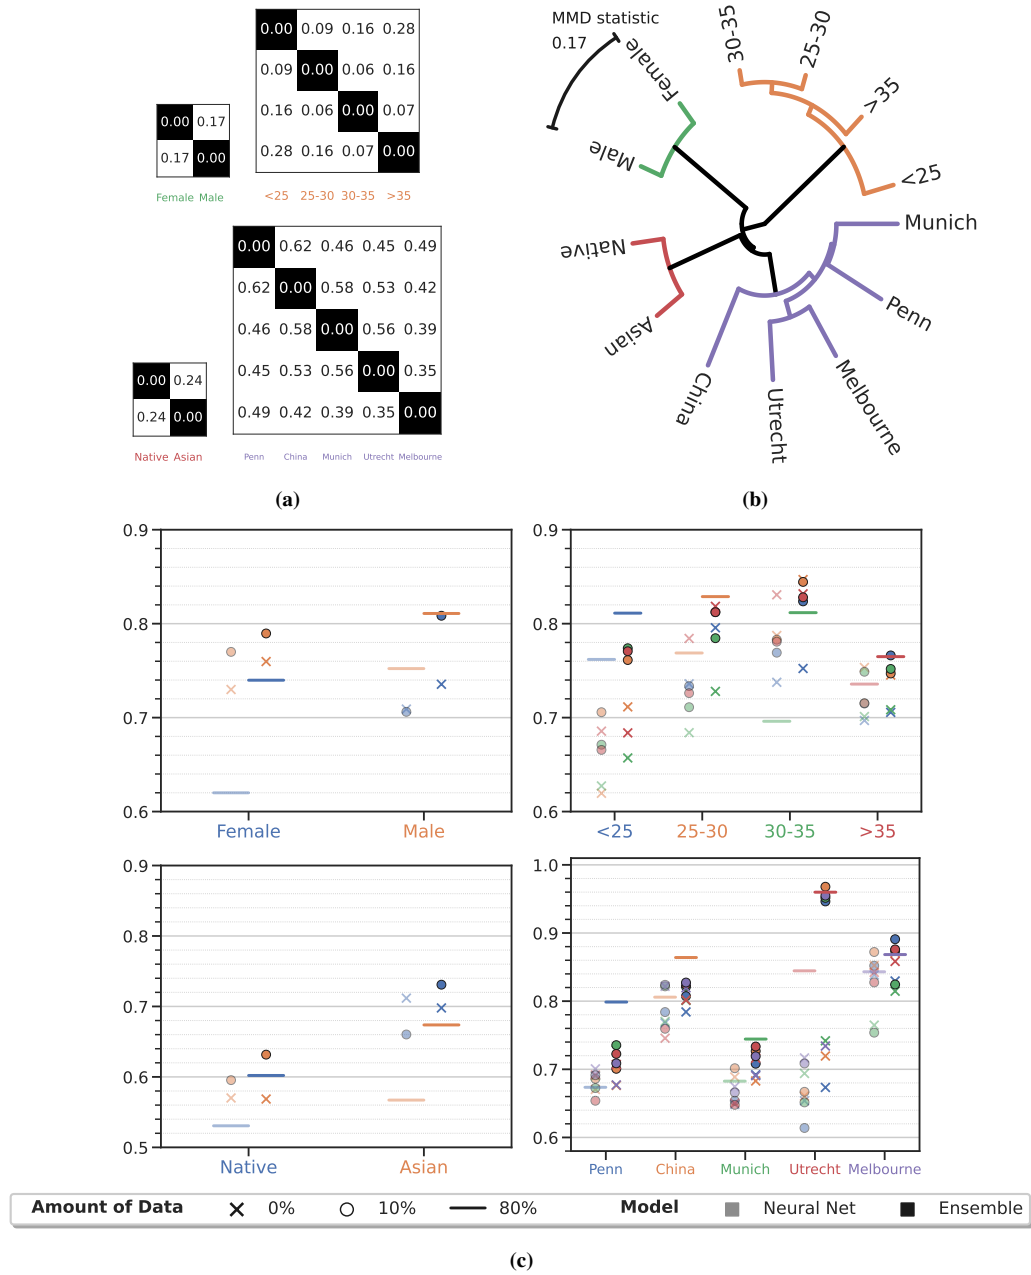 0.00 0.17
0.17 0.00
Female Male
0.00 0.09 0.16 0.28
0.09 0.00 0.06 0.16
0.16 0.06 0.00 0.07
0.28 0.16 0.07 0.00
<25 25-30 30-35 >35
0.00 0.24
0.24 0.00
Native Asian
0.00 0.62 0.46 0.45 0.49
0.62 0.00 0.58 0.53 0.42
0.46 0.58 0.00 0.56 0.39
0.45 0.53 0.56 0.00 0.35
0.49 0.42 0.39 0.35 0.00
Penn China Munich Utrecht Melbourne
(a)
MMD statistic
0.17
Female
Male
Native
Asian
China
Utrecht
Melbourne
Penn
Munich
<25
>35
25-30
30-35
(b)
0.9
0.8
0.7
0.6
Female Male
0.9
0.8
0.7
0.6
<25 25-30 30-35 >35
0.9
0.8
0.7
0.6
0.5
Native Asian
1.0
0.9
0.8
0.7
0.6
Penn China Munich Utrecht Melbourne
Amount of Data 0% 10% 80% Model Neural Net Ensemble
(c)